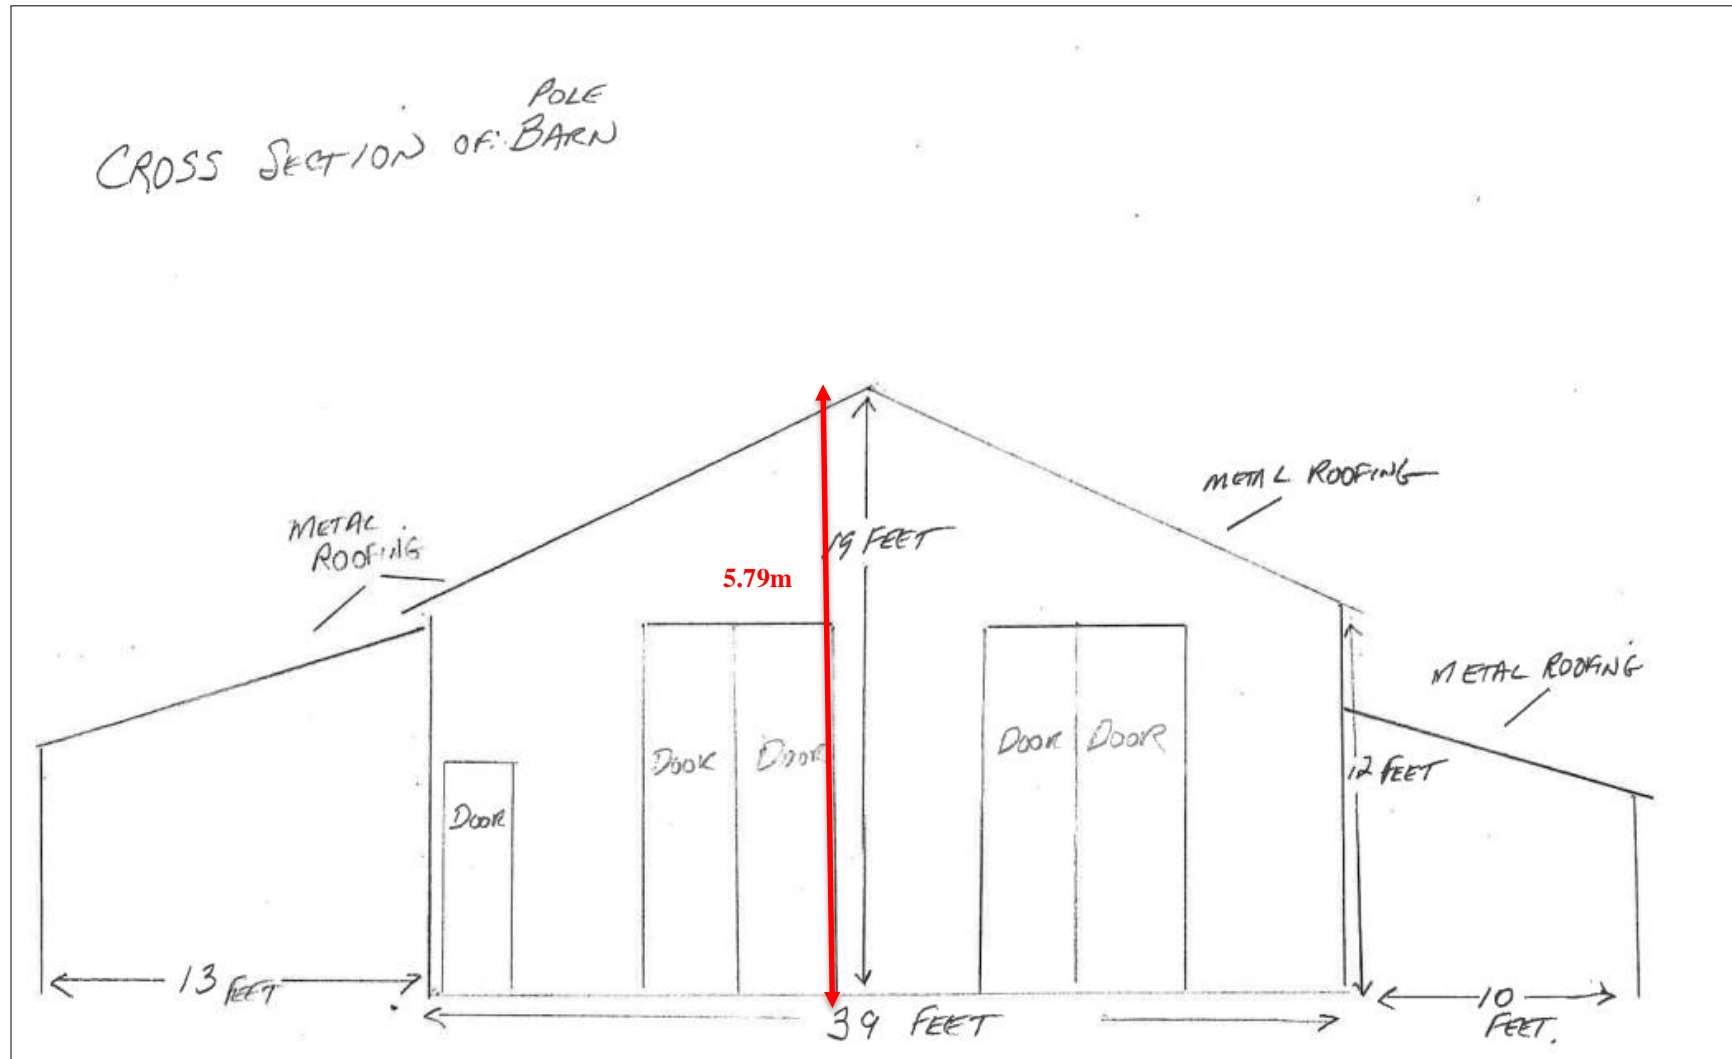 POLE
CROSS SECTION OF: BARN
METAL ROOFING
METAL
ROOFING
19 FEET
5.79m
METAL ROOFING
DOOR DOOR
DOOR DOOR
12 FEET
DOOR
13 FEET
10
FEET.
39 FEET